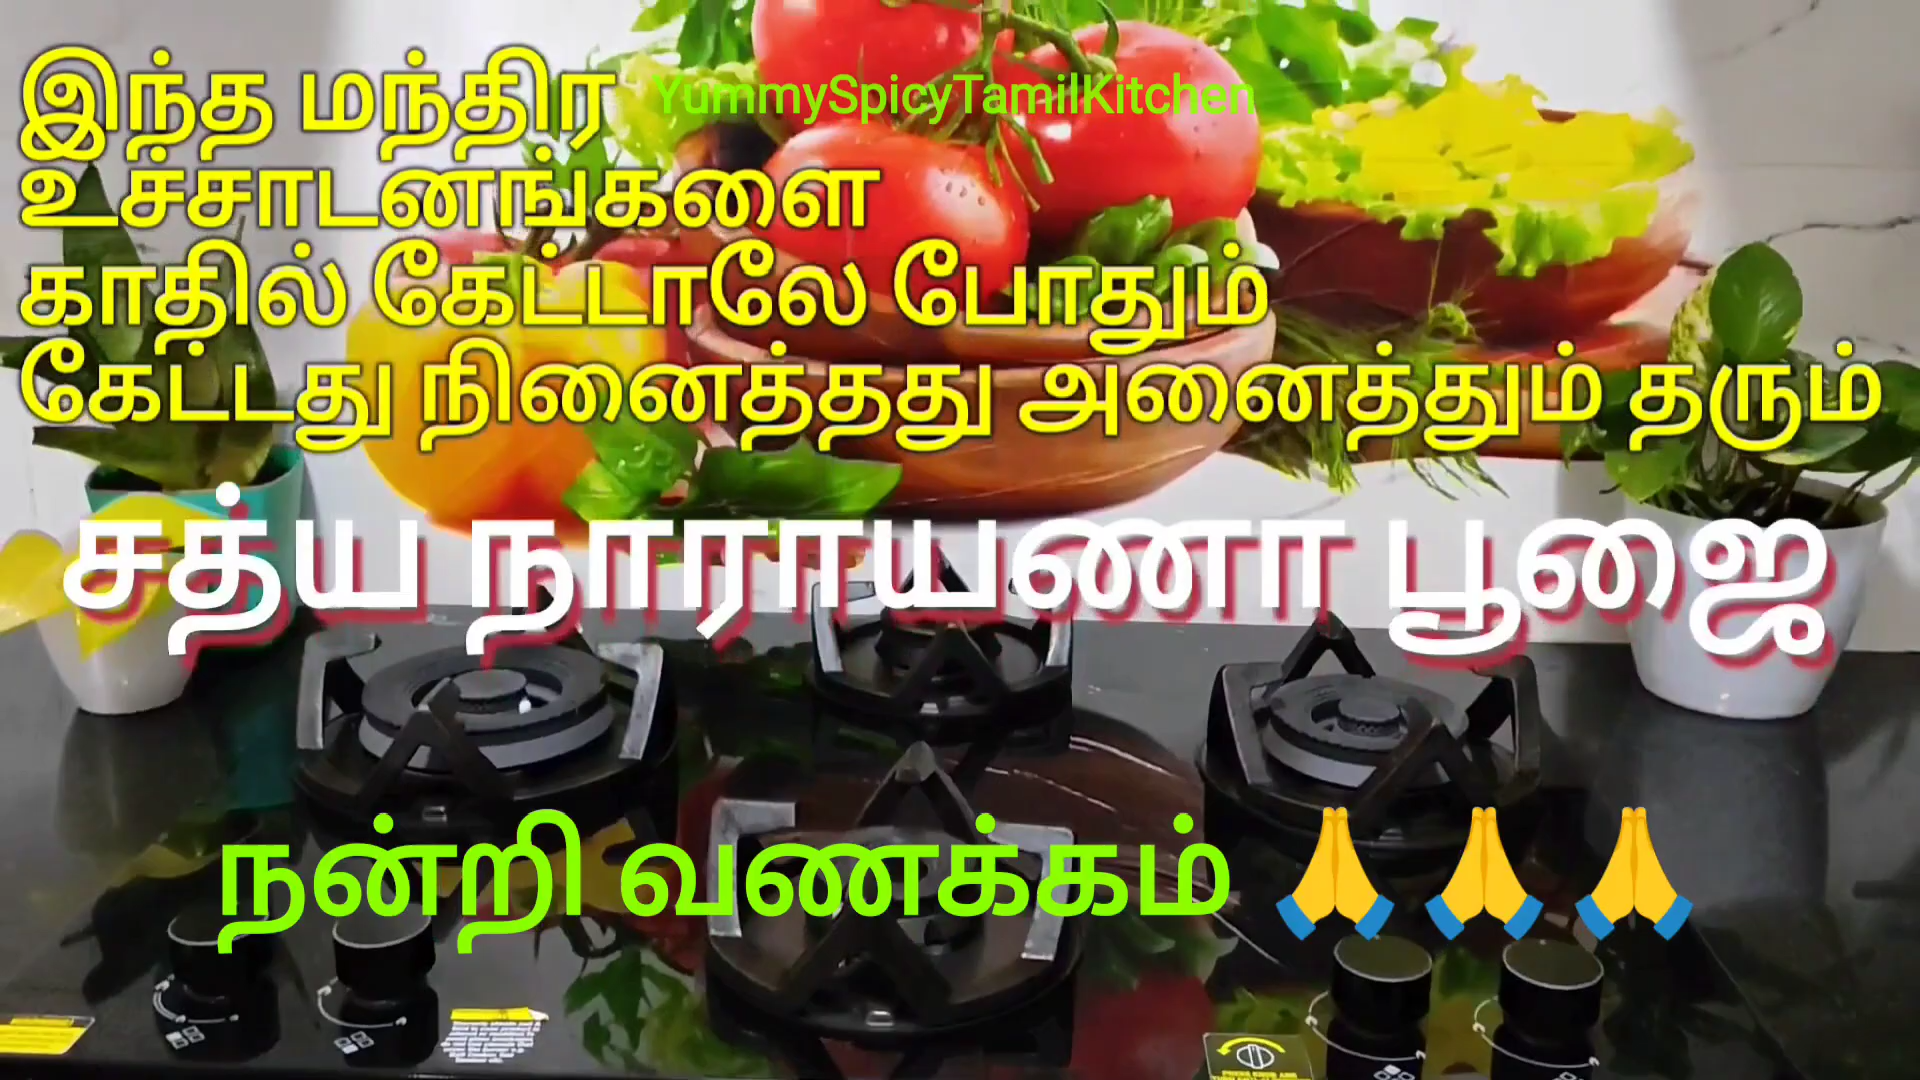 இந்த மந்திர
YummySpicyTamilKitchen
உச்சாடனங்களை
காதில் கேட்டாலே போதும்
கேட்டது நினைத்தது அனைத்தும் தரும்
சத்ய நாராயணா பூஜை
நன்றி வணக்கம் 🙏🙏🙏